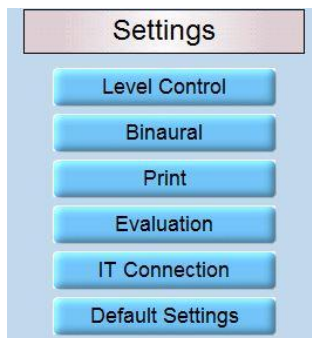 Settings
Level Control
Binaural
Print
Evaluation
IT Connection
Default Settings